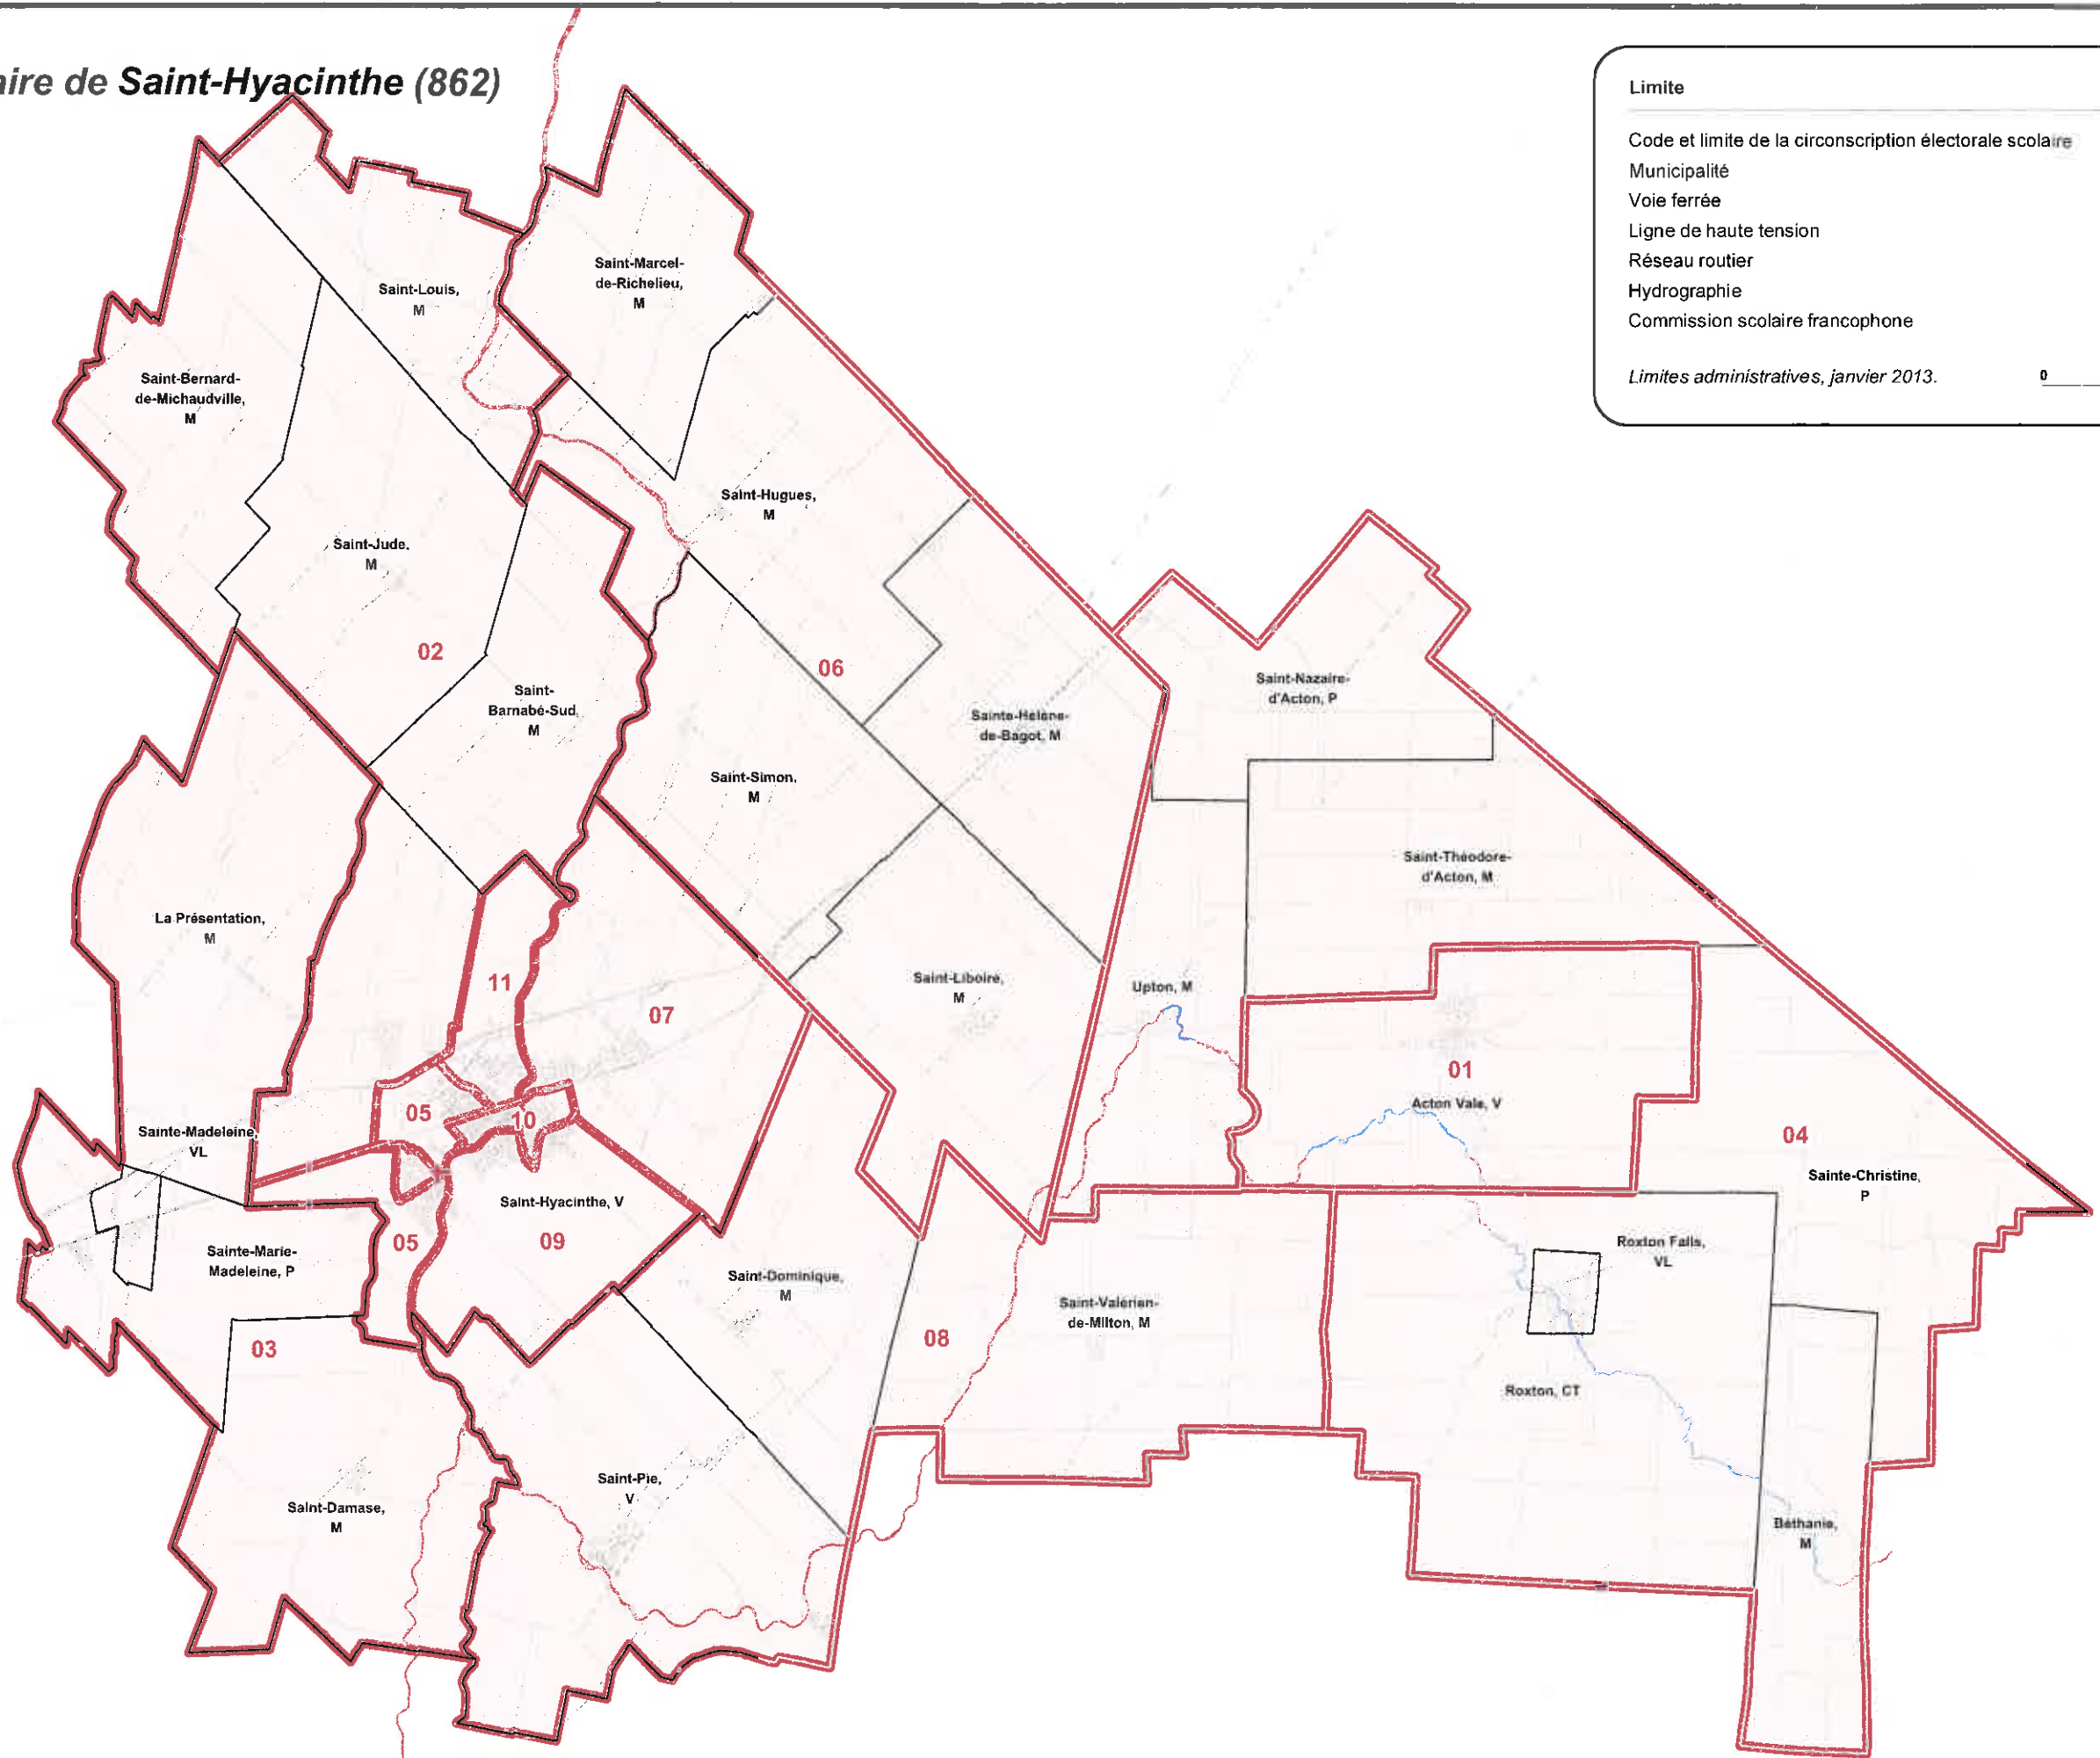 aire de Saint-Hyacinthe (862)
Limite
Code et limite de la circonscription électorale scolaire
Municipalité
Voie ferrée
Ligne de haute tension
Réseau routier
Hydrographie
Commission scolaire francophone
Limites administratives, janvier 2013.
0
Saint-Marcel-
de-Richelieu,
M
Saint-Louis,
M
Saint-Bernard-
de-Michaudville,
M
Saint-Hugues,
M
Saint-Jude,
M
02
06
Saint-
Barnabé-Sud,
M
Saint-Nazaire-
d'Acton, P
Sainte-Hélène-
de-Bagot, M
Saint-Simon,
M
Saint-Théodore-
d'Acton, M
La Présentation,
M
11
Saint-Liboire,
M
Upton, M
07
01
Acton Vale, V
05
10
Sainte-Madeleine,
VL
04
Sainte-Christine,
P
Saint-Hyacinthe, V
05
09
Sainte-Marie-
Madeleine, P
Roxton Falls,
VL
Saint-Dominique,
M
Saint-Valérien-
de-Milton, M
08
03
Roxton, CT
Saint-Pie,
V
Saint-Damase,
M
Béthanie,
M